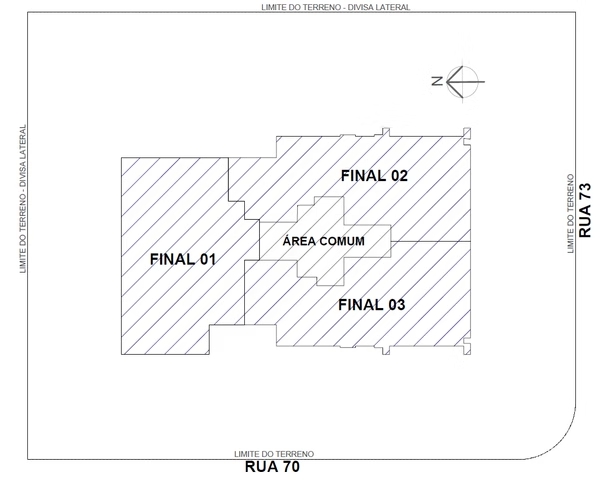 LIMITE DO TERRENO - DIVISA LATERAL
N
LIMITE DO TERRENO - DIVISA LATERAL
FINAL 02
LIMITE DO TERRENO
RUA 73
ÁREA COMUM
FINAL 01
FINAL 03
LIMITE DO TERRENO
RUA 70